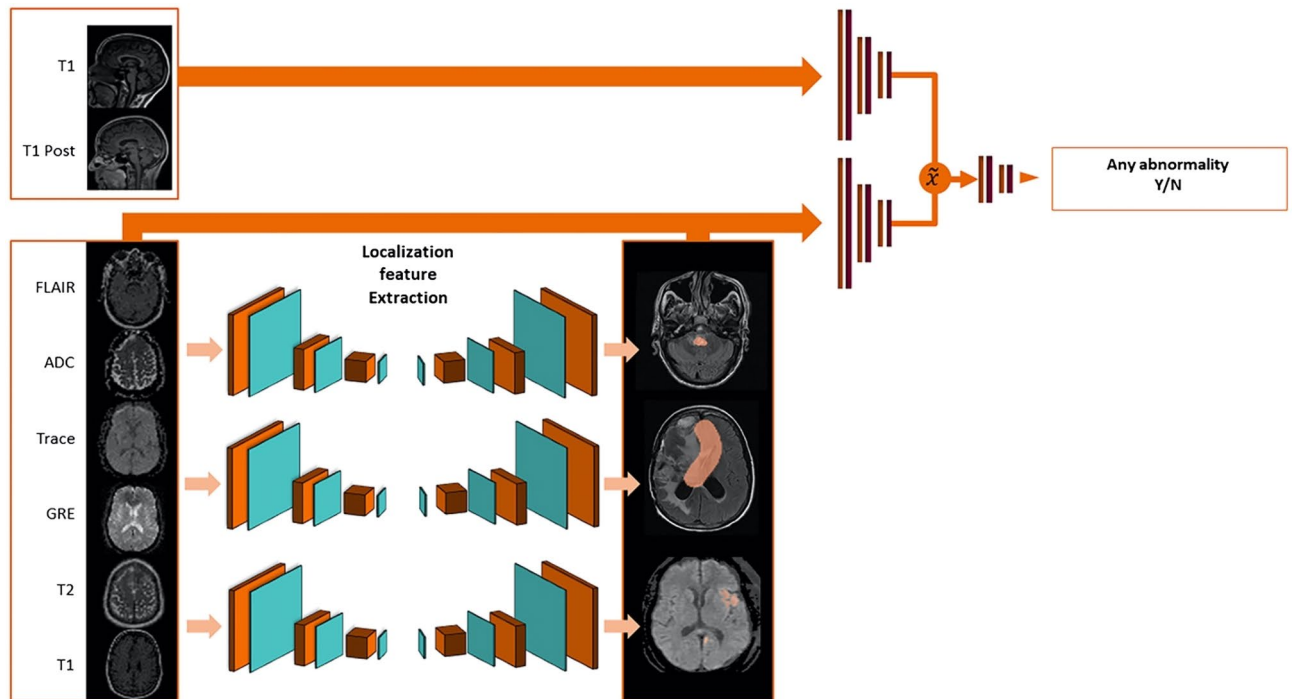 T1
T1 Post
Any abnormality
Y/N
x̃
Localization
feature
Extraction
FLAIR
ADC
Trace
GRE
T2
T1